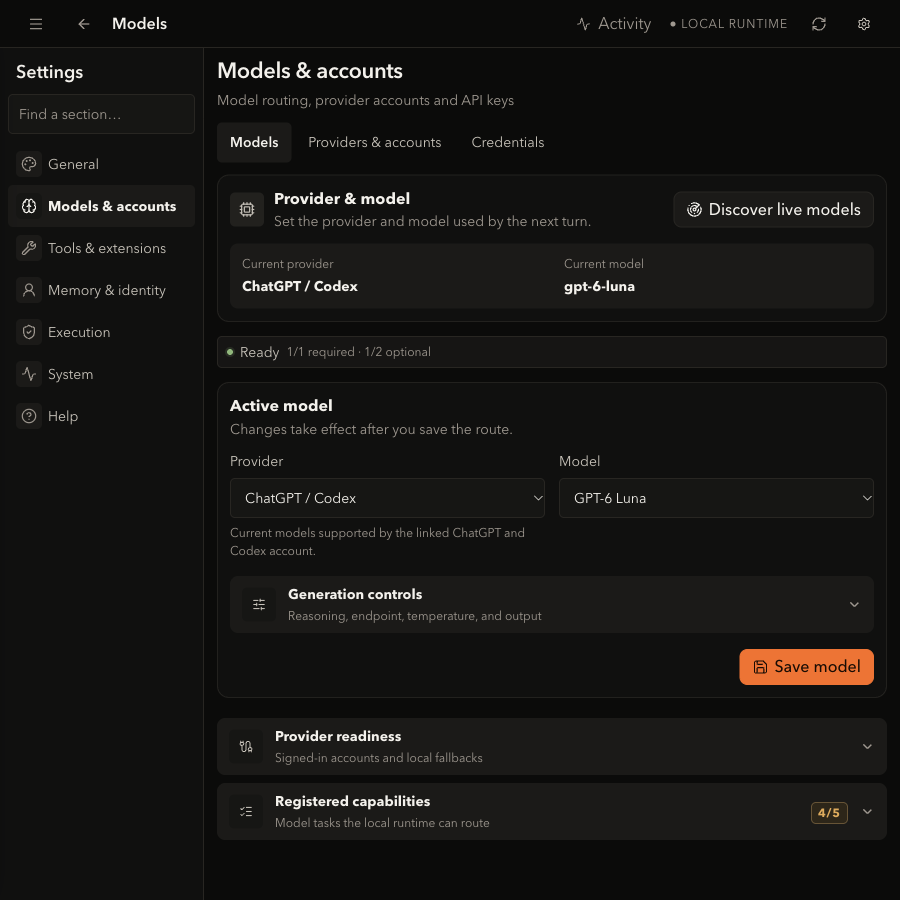 Models
Activity
LOCAL RUNTIME
Settings
Find a section…
General
Models & accounts
Tools & extensions
Memory & identity
Execution
System
Help
Models & accounts
Model routing, provider accounts and API keys
Models
Providers & accounts
Credentials
Provider & model
Set the provider and model used by the next turn.
Discover live models
Current provider
ChatGPT / Codex
Current model
gpt-6-luna
Ready 1/1 required · 1/2 optional
Active model
Changes take effect after you save the route.
Provider
ChatGPT / Codex
Current models supported by the linked ChatGPT and
Codex account.
Model
GPT-6 Luna
Generation controls
Reasoning, endpoint, temperature, and output
Save model
Provider readiness
Signed-in accounts and local fallbacks
Registered capabilities
Model tasks the local runtime can route
4/5